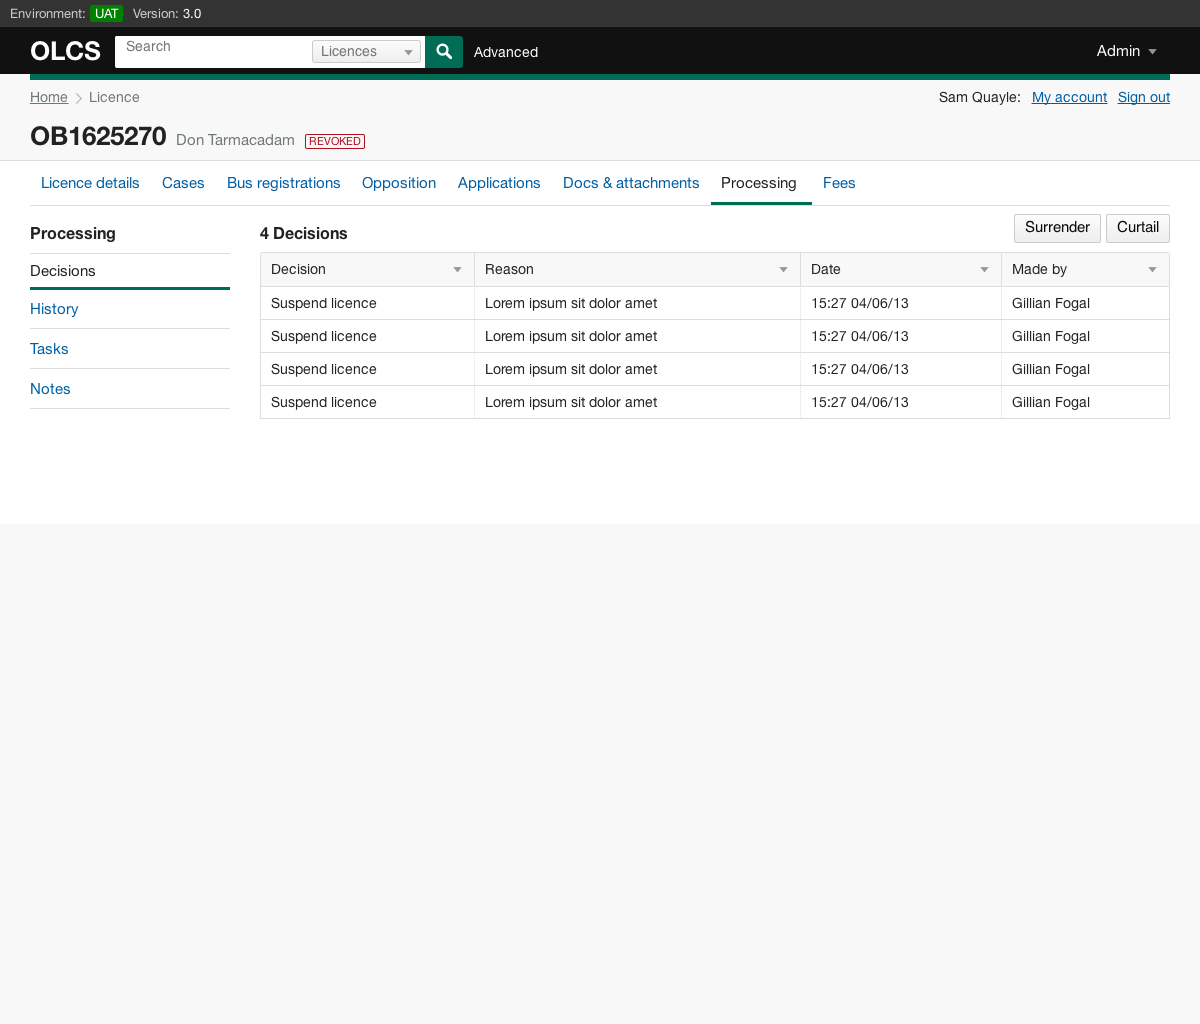 Environment: UAT Version: 3.0
OLCS Search Licences Advanced Admin
Home Licence Sam Quayle: My account Sign out
OB1625270 Don Tarmacadam REVOKED
Licence details Cases Bus registrations Opposition Applications Docs & attachments Processing Fees
Processing
Decisions
History
Tasks
Notes
4 Decisions Surrender Curtail
Decision Reason Date Made by
Suspend licence Lorem ipsum sit dolor amet 15:27 04/06/13 Gillian Fogal
Suspend licence Lorem ipsum sit dolor amet 15:27 04/06/13 Gillian Fogal
Suspend licence Lorem ipsum sit dolor amet 15:27 04/06/13 Gillian Fogal
Suspend licence Lorem ipsum sit dolor amet 15:27 04/06/13 Gillian Fogal